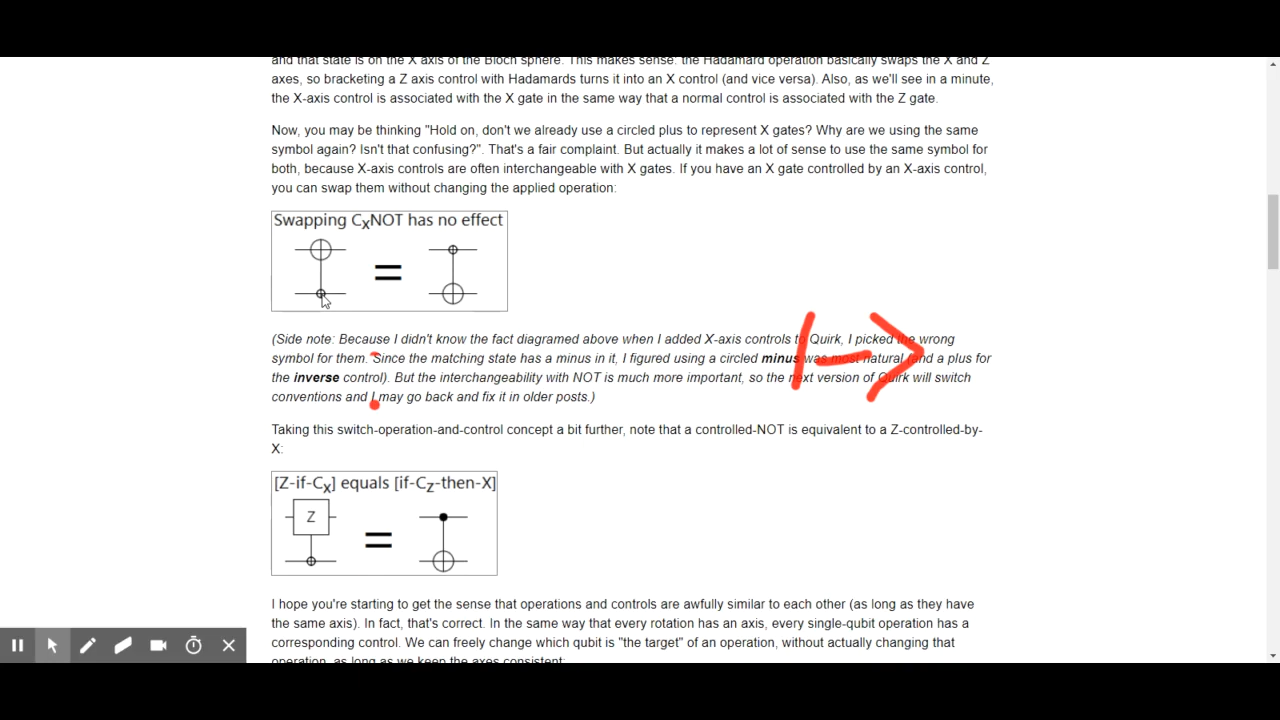 and that state is on the X axis of the Bloch sphere. This makes sense: the Hadamard operation basically swaps the X and Z
axes, so bracketing a Z axis control with Hadamards turns it into an X control (and vice versa). Also, as we'll see in a minute,
the X-axis control is associated with the X gate in the same way that a normal control is associated with the Z gate.
Now, you may be thinking "Hold on, don't we already use a circled plus to represent X gates? Why are we using the same
symbol again? Isn't that confusing?". That's a fair complaint. But actually it makes a lot of sense to use the same symbol for
both, because X-axis controls are often interchangeable with X gates. If you have an X gate controlled by an X-axis control,
you can swap them without changing the applied operation:
Swapping CxNOT has no effect
=
(Side note: Because I didn't know the fact diagramed above when I added X-axis controls to Quirk, I picked the wrong
symbol for them. Since the matching state has a minus in it, I figured using a circled minus was most natural (and a plus for
the inverse control). But the interchangeability with NOT is much more important, so the next version of Quirk will switch
conventions and I may go back and fix it in older posts.)
|->
Taking this switch-operation-and-control concept a bit further, note that a controlled-NOT is equivalent to a Z-controlled-by-
X:
[Z-if-Cx] equals [if-Cz-then-X]
Z
=
I hope you're starting to get the sense that operations and controls are awfully similar to each other (as long as they have
the same axis). In fact, that's correct. In the same way that every rotation has an axis, every single-qubit operation has a
corresponding control. We can freely change which qubit is "the target" of an operation, without actually changing that
operation, as long as we keep the axes consistent: